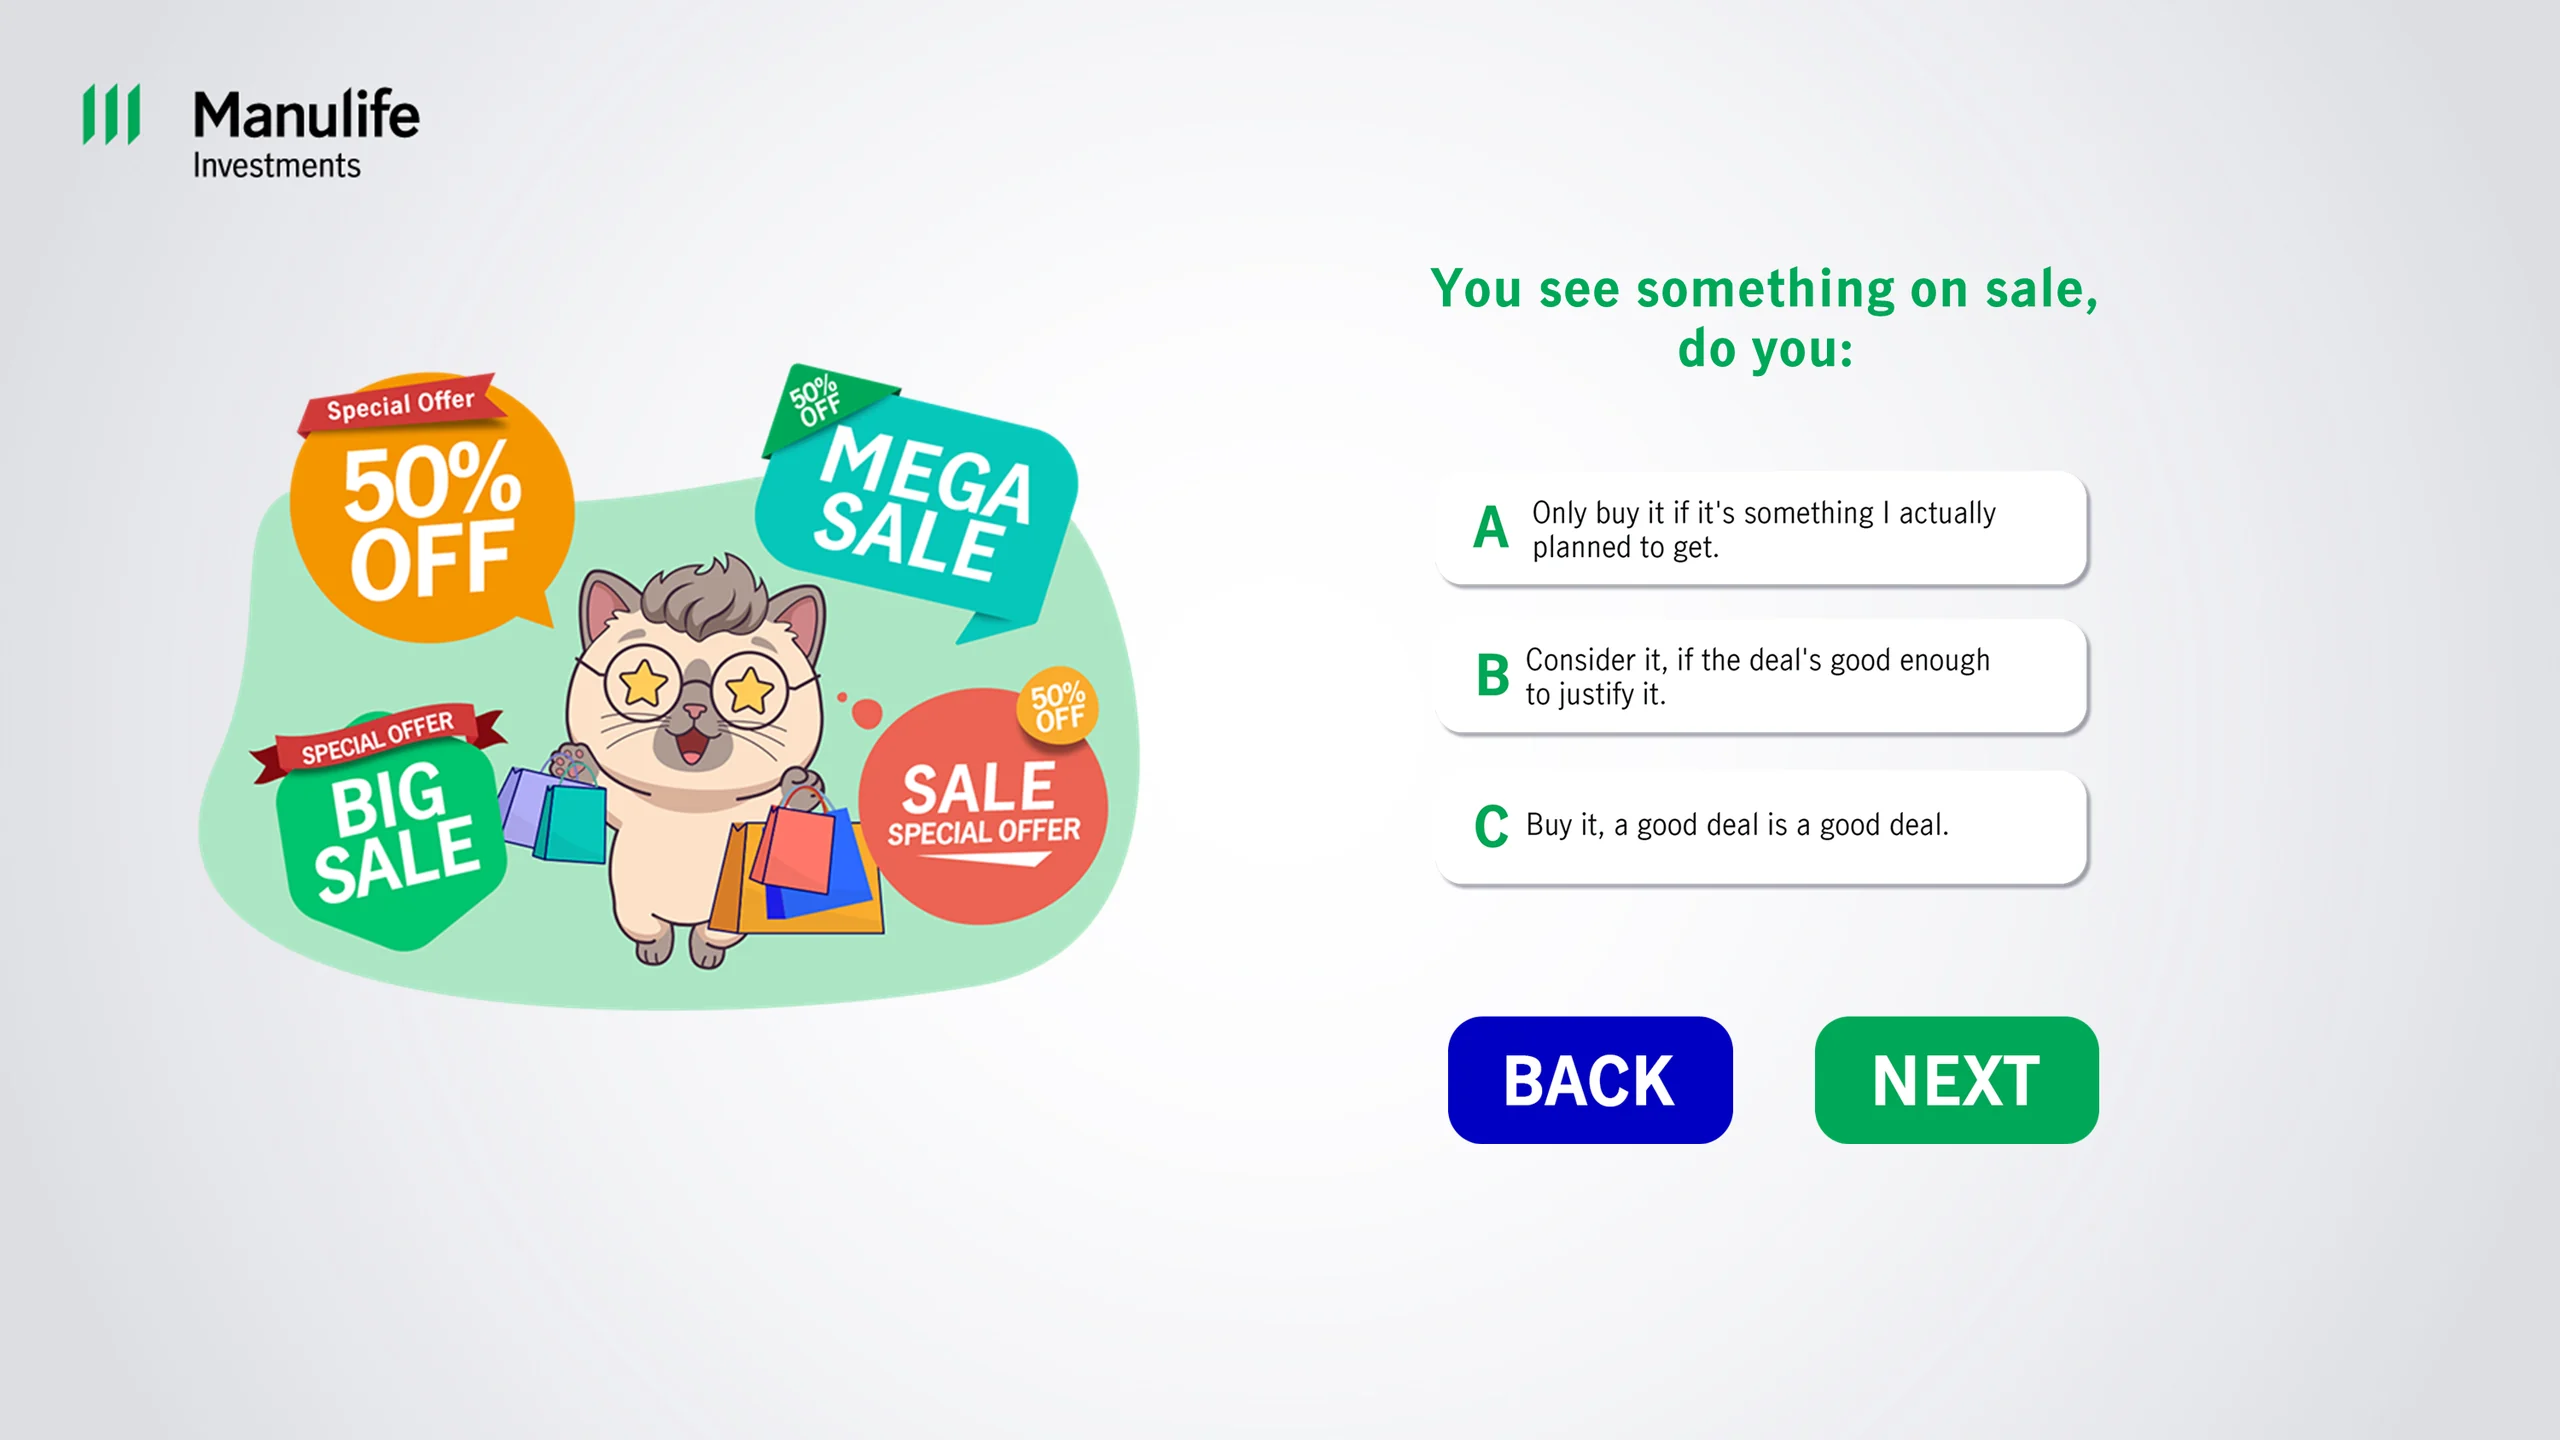 Manulife
Investments
You see something on sale,
do you:
Special Offer
50%
OFF
50%
OFF
MEGA
SALE
SPECIAL OFFER
BIG
SALE
50%
OFF
SALE
SPECIAL OFFER
A Only buy it if it's something I actually
planned to get.
B Consider it, if the deal's good enough
to justify it.
C Buy it, a good deal is a good deal.
BACK
NEXT